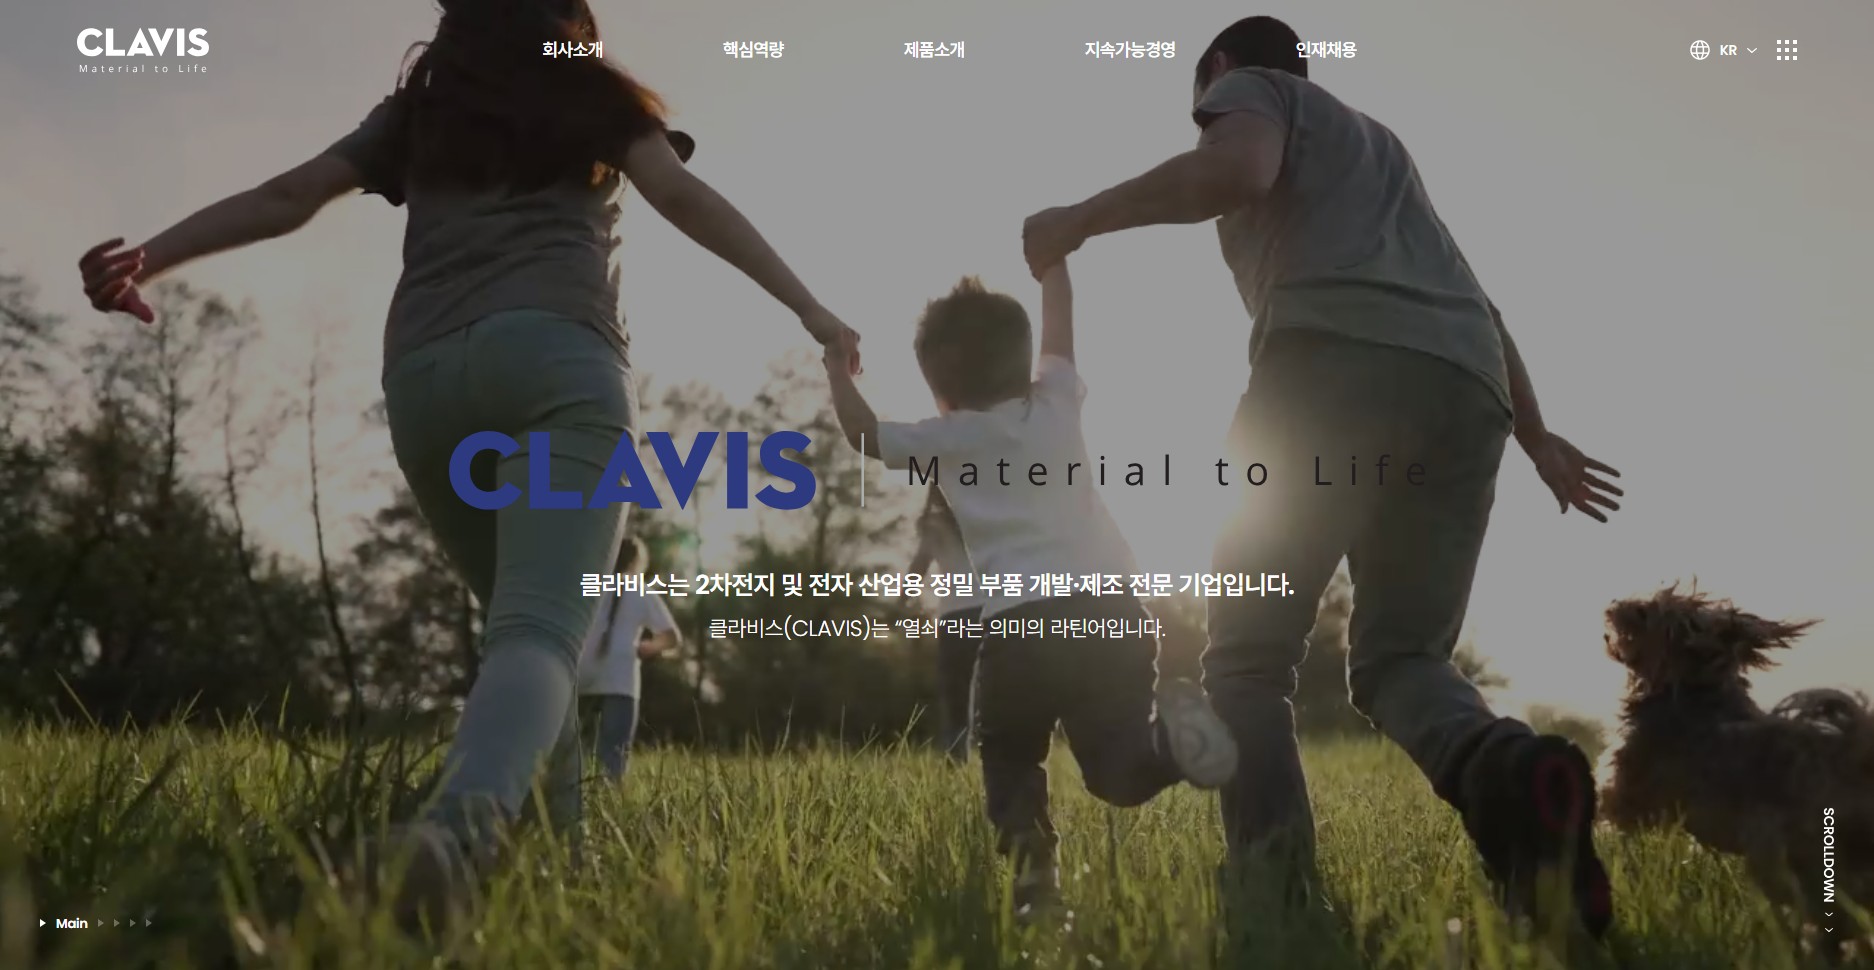 CLAVIS
Material to Life
회사소개
핵심역량
제품소개
지속가능경영
인재채용
KR
CLAVIS
Material to Life
클라비스는 2차전지 및 전자 산업용 정밀 부품 개발·제조 전문 기업입니다.
클라비스(CLAVIS)는 “열쇠”라는 의미의 라틴어입니다.
SCROLLDOWN
Main